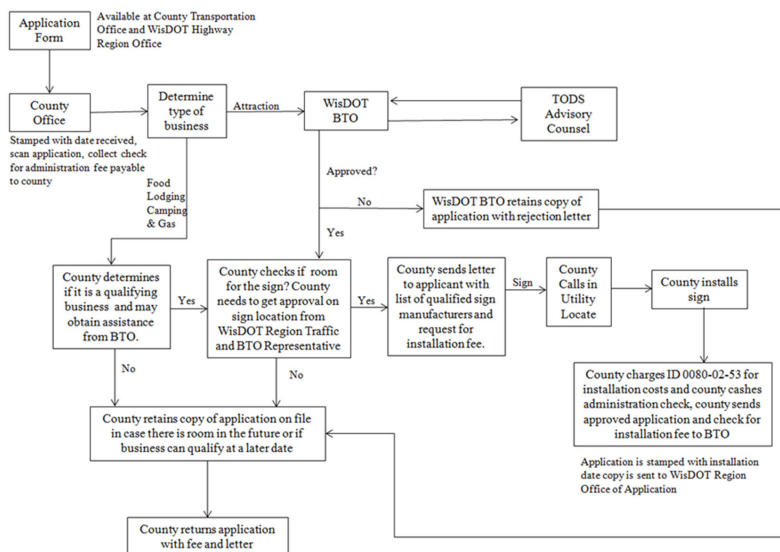 Application
Form
Available at County Transportation
Office and WisDOT Highway
Region Office
County
Office
Stamped with date received,
scan application, collect check
for administration fee payable
to county
Determine
type of
business
Attraction
WisDOT
BTO
TODS
Advisory
Counsel
Food
Lodging
Camping
& Gas
Approved?
No
WisDOT BTO retains copy of
application with rejection letter
Yes
County determines
if it is a qualifying
business and may
obtain assistance
from BTO.
Yes
County checks if room
for the sign? County
needs to get approval on
sign location from
WisDOT Region Traffic
and BTO Representative
Yes
County sends letter
to applicant with
list of qualified sign
manufacturers and
request for
installation fee.
Sign
County
Calls in
Utility
Locate
County installs
sign
No
No
County charges ID 0080-02-53 for
installation costs and county cashes
administration check, county sends
approved application and check for
installation fee to BTO
Application is stamped with installation
date copy is sent to WisDOT Region
Office of Application
County retains copy of application on file
in case there is room in the future or if
business can qualify at a later date
County returns application
with fee and letter